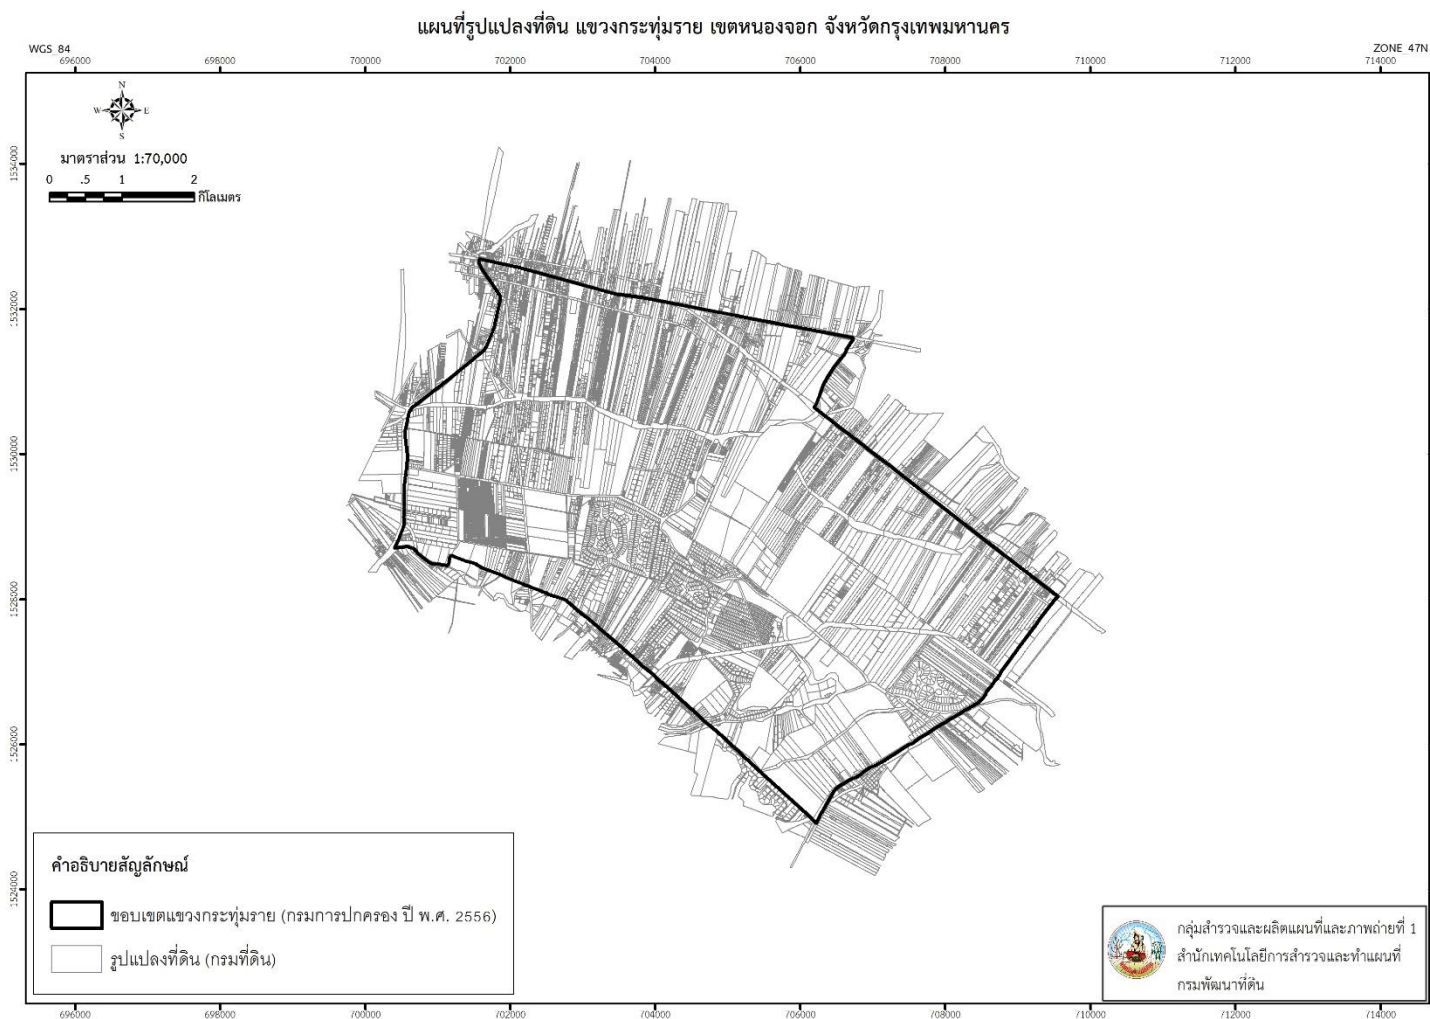 แผนที่รูปแปลงที่ดิน แขวงกระทุ่มราย เขตหนองจอก จังหวัดกรุงเทพมหานคร
WGS 84
ZONE 47N
696000 698000 700000 702000 704000 706000 708000 710000 712000 714000
N
W E
S
มาตราส่วน 1:70,000
0 .5 1 2
กิโลเมตร
1534000
1532000
1530000
1528000
1526000
1524000
คำอธิบายสัญลักษณ์
ขอบเขตแขวงกระทุ่มราย (กรมการปกครอง ปี พ.ศ. 2556)
รูปแปลงที่ดิน (กรมที่ดิน)
กลุ่มสำรวจและผลิตแผนที่และภาพถ่ายที่ 1
สำนักเทคโนโลยีการสำรวจและทำแผนที่
กรมพัฒนาที่ดิน
696000 698000 700000 702000 704000 706000 708000 710000 712000 714000